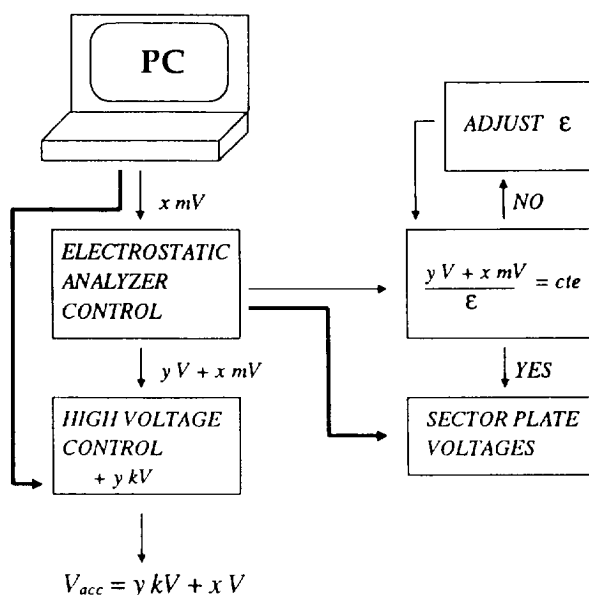 PC
x mV
ELECTROSTATIC
ANALYZER
CONTROL
y V + x mV
HIGH VOLTAGE
CONTROL
+ y kV
V_acc = y kV + x V
ADJUST ε
NO
y V + x mV
ε
= cte
YES
SECTOR PLATE
VOLTAGES